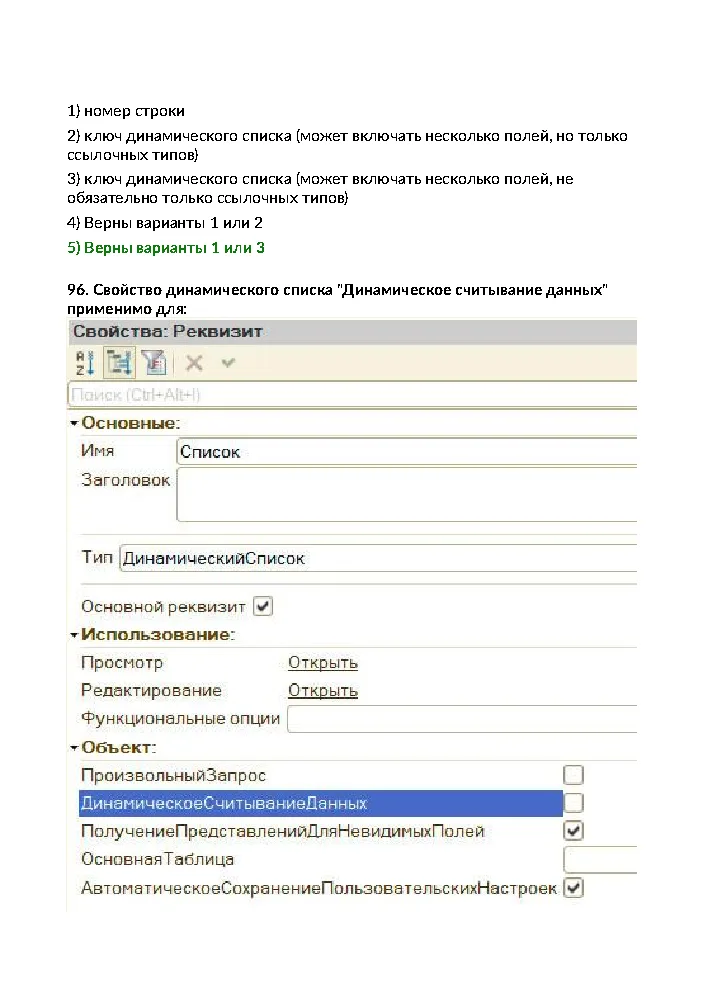 1) номер строки
2) ключ динамического списка (может включать несколько полей, но только
ссылочных типов)
3) ключ динамического списка (может включать несколько полей, не
обязательно только ссылочных типов)
4) Верны варианты 1 или 2
5) Верны варианты 1 или 3
96. Свойство динамического списка "Динамическое считывание данных"
применимо для:
Свойства: Реквизит
Поиск (Ctrl+Alt+I)
Основные:
Имя Список
Заголовок
Тип ДинамическийСписок
Основной реквизит
Использование:
Просмотр Открыть
Редактирование Открыть
Функциональные опции
Объект:
ПроизвольныйЗапрос
ДинамическоеСчитываниеДанных
ПолучениеПредставленийДляНевидимыхПолей
ОсновнаяТаблица
АвтоматическоеСохранениеПользовательскихНастроек